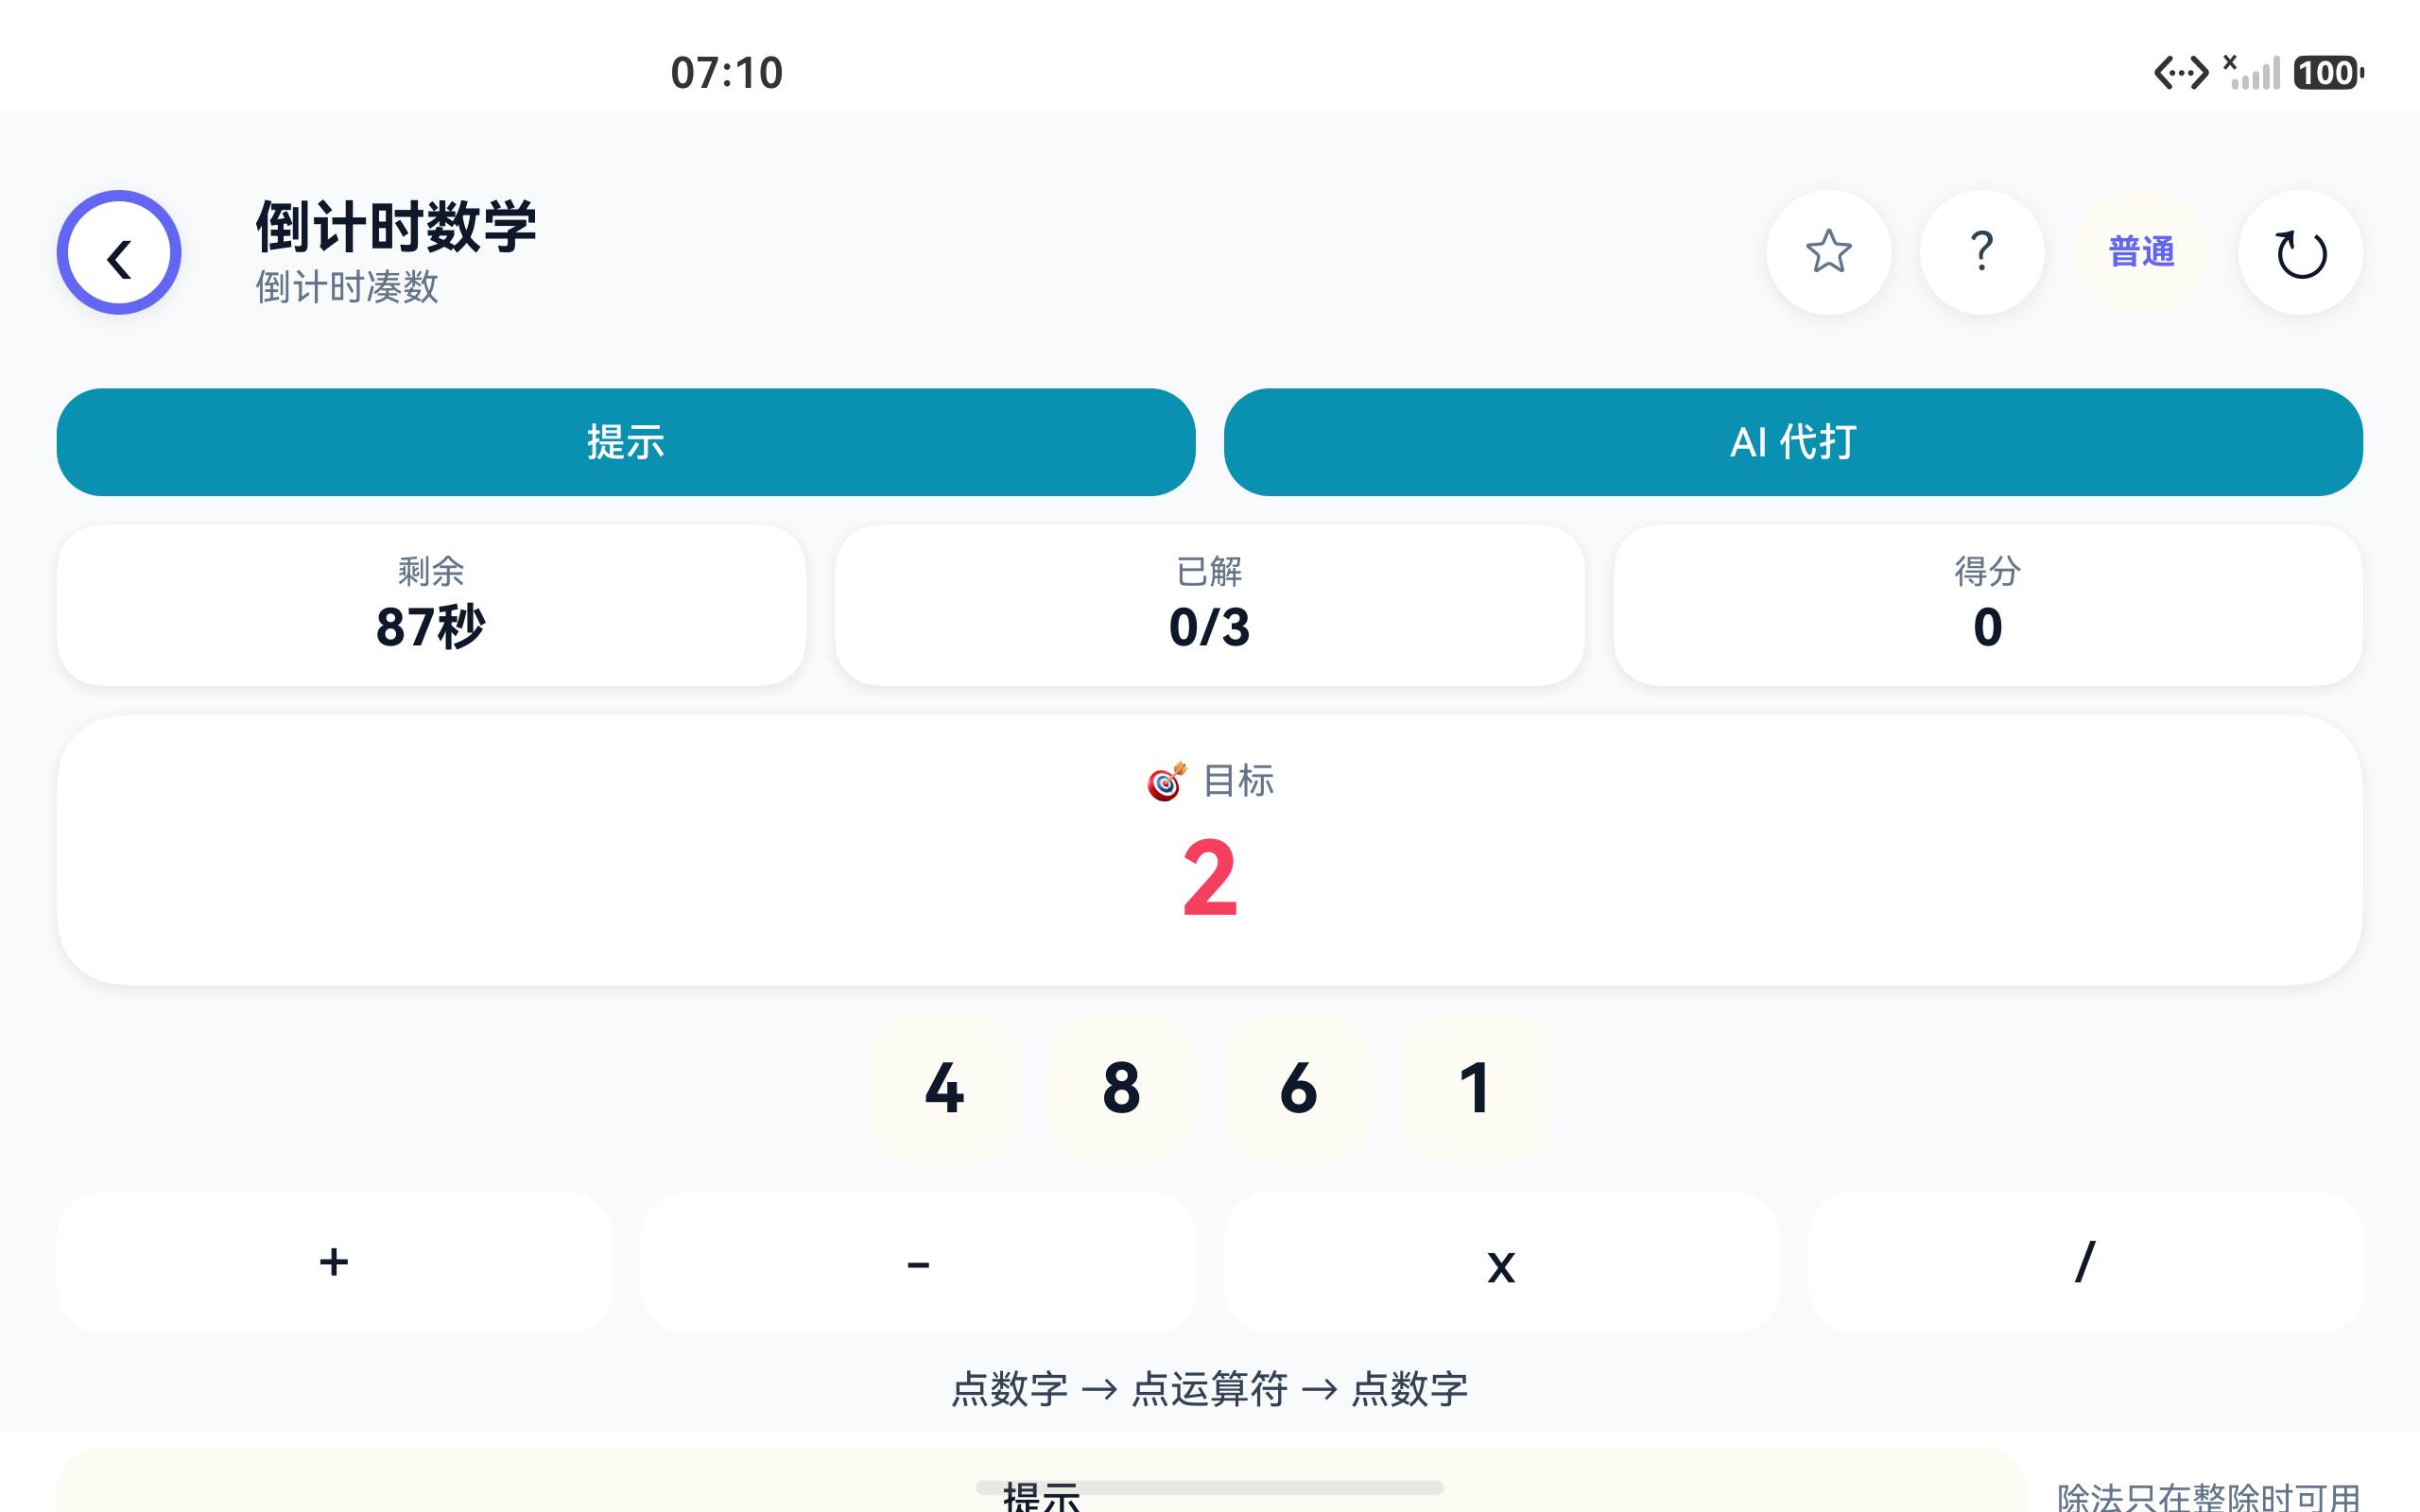 07:10
100
倒计时数学
倒计时凑数
?
普通
提示
AI 代打
剩余
87秒
已解
0/3
得分
0
🎯 目标
2
4 8 6 1
+ - x /
点数字 → 点运算符 → 点数字
提示
除法只在整除时可用